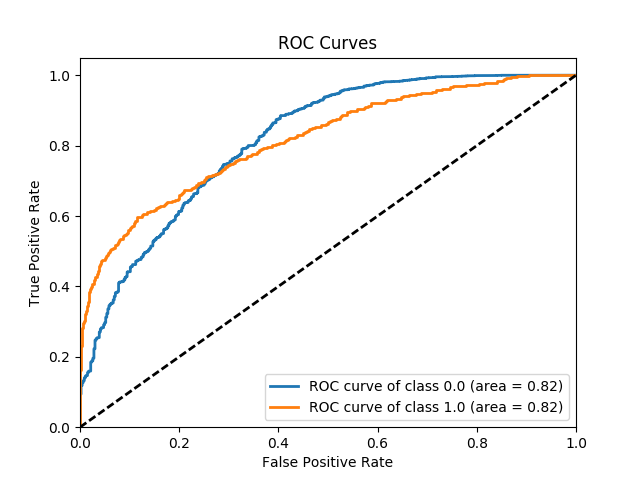 ROC Curves
1.0
0.8
0.6
0.4
0.2
0.0
True Positive Rate
ROC curve of class 0.0 (area = 0.82)
ROC curve of class 1.0 (area = 0.82)
0.0 0.2 0.4 0.6 0.8 1.0
False Positive Rate